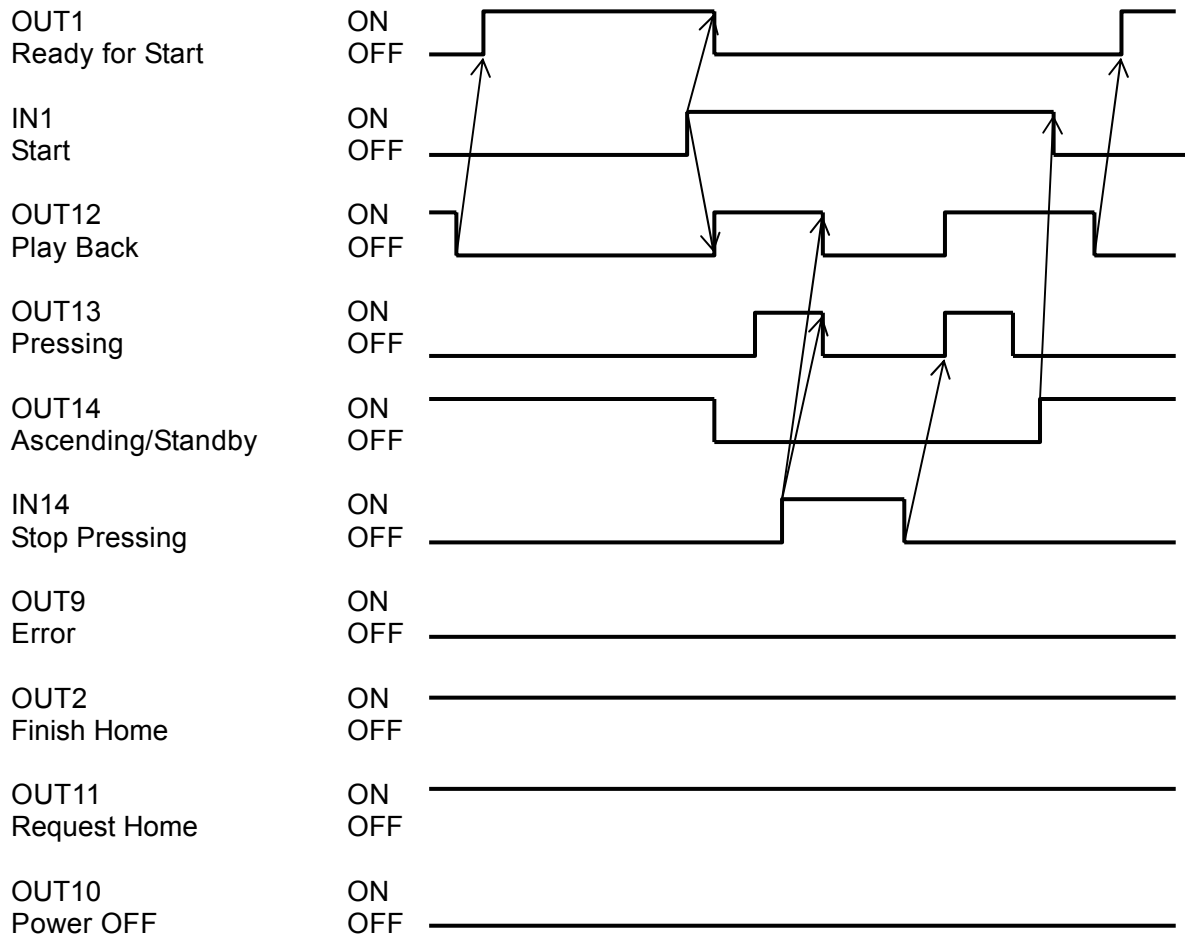 OUT1 ON
Ready for Start OFF
IN1 ON
Start OFF
OUT12 ON
Play Back OFF
OUT13 ON
Pressing OFF
OUT14 ON
Ascending/Standby OFF
IN14 ON
Stop Pressing OFF
OUT9 ON
Error OFF
OUT2 ON
Finish Home OFF
OUT11 ON
Request Home OFF
OUT10 ON
Power OFF OFF